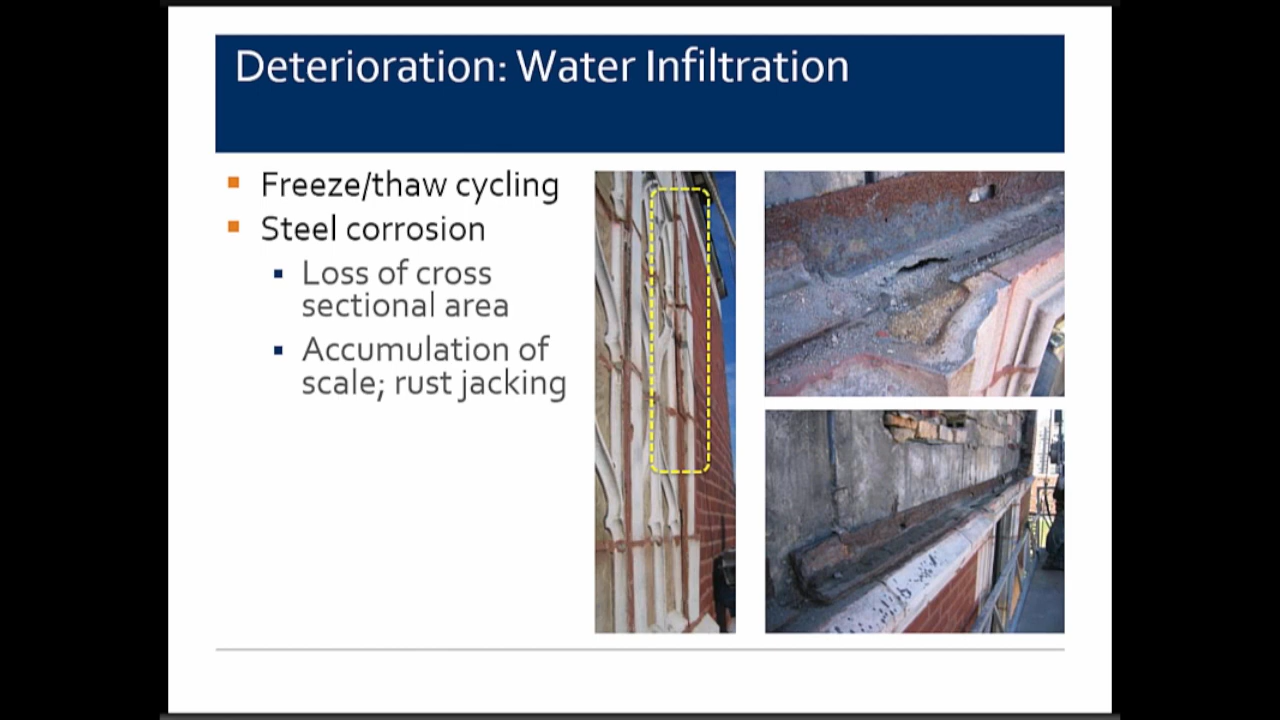 Deterioration: Water Infiltration
Freeze/thaw cycling
Steel corrosion
Loss of cross
sectional area
Accumulation of
scale; rust jacking